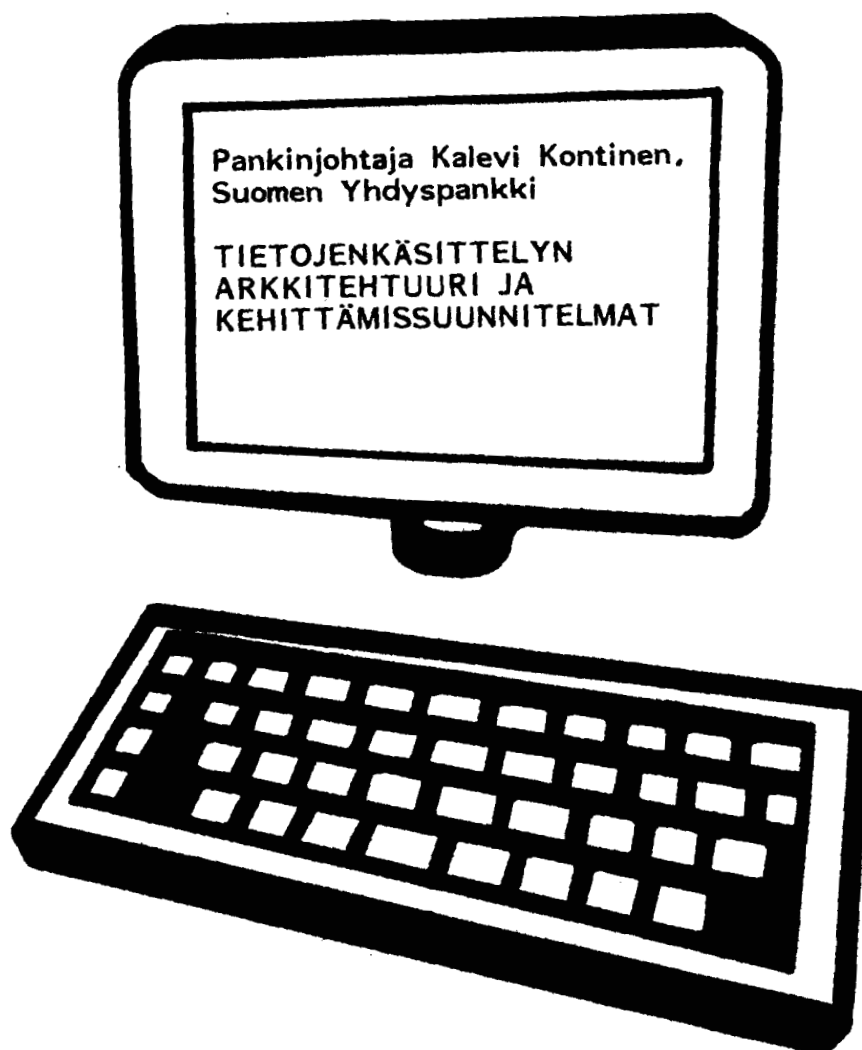 Pankinjohtaja Kalevi Kontinen,
Suomen Yhdyspankki
TIETOJENKÄSITTELYN
ARKKITEHTUURI JA
KEHITTÄMISSUUNNITELMAT